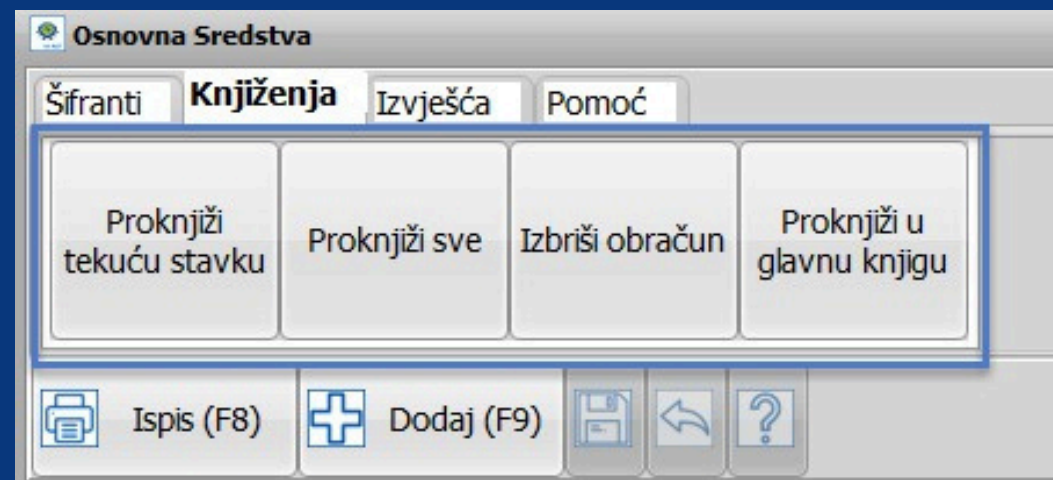 Osnovna Sredstva
Šifranti Knjiženja Izvješća Pomoć
Proknjiži
tekuću stavku
Proknjiži sve
Izbriši obračun
Proknjiži u
glavnu knjigu
Ispis (F8) Dodaj (F9)